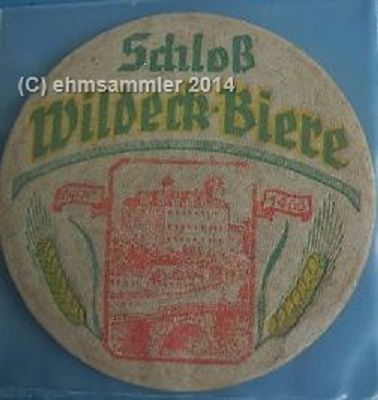 Schloß
(C) ehmsammler 2014
Wildeck-Biere